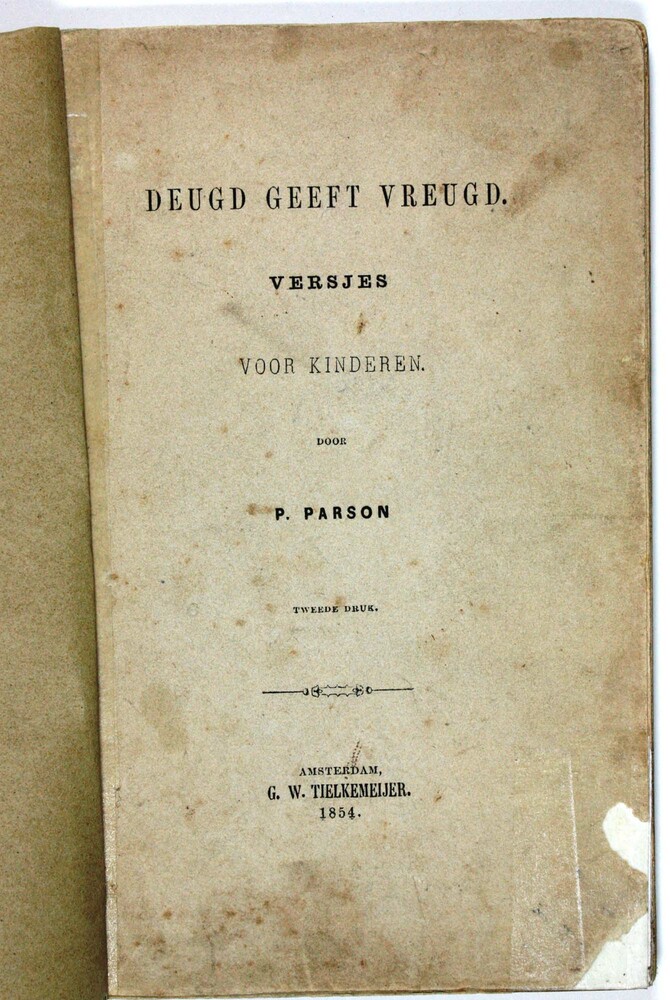 DEUGD GEEFT VREUGD.
VERSJES
VOOR KINDEREN.
DOOR
P. PARSON
TWEEDE DRUK.
AMSTERDAM,
G. W. TIELKEMEIJER.
1854.